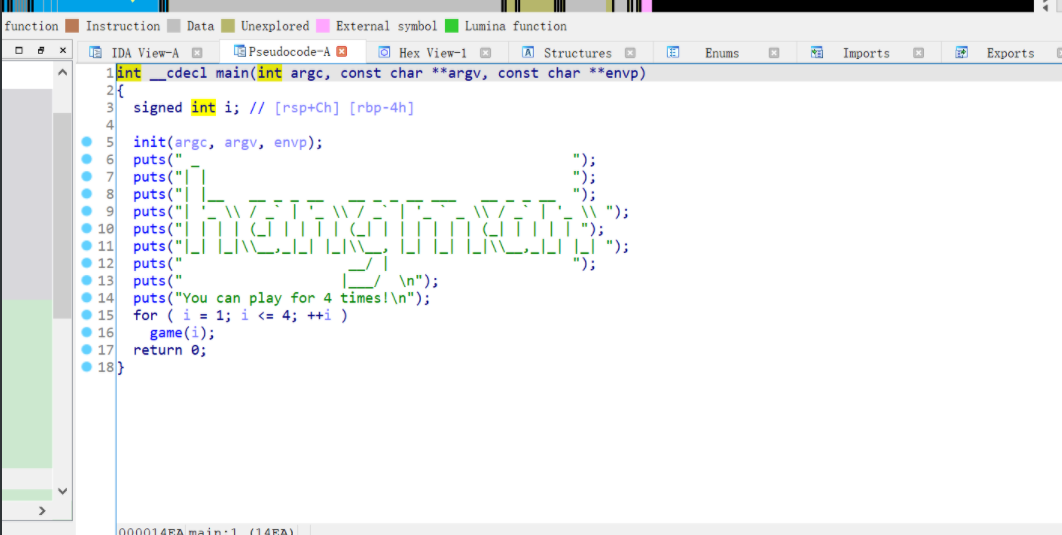 function Instruction Data Unexplored External symbol Lumina function
IDA View-A Pseudocode-A Hex View-1 Structures Enums Imports Exports
1 int __cdecl main(int argc, const char **argv, const char **envp)
2 {
3 signed int i; // [rsp+Ch] [rbp-4h]
4
5 init(argc, argv, envp);
6 puts(" _                                             ");
7 puts("| |                                            ");
8 puts("| |__   __ _ _ __   __ _ _ __ ___   __ _ _ __  ");
9 puts("| '_ \\ / _` | '_ \\ / _` | '_ ` _ \\ / _` | '_ \\ ");
10 puts("| | | | (_| | | | | (_| | | | | | | (_| | | | |");
11 puts("|_| |_|\\__,_|_| |_|\\__, |_| |_| |_|\\__,_|_| |_|");
12 puts("                    __/ |                      ");
13 puts("                   |___/  \n");
14 puts("You can play for 4 times!\n");
15 for ( i = 1; i <= 4; ++i )
16 game(i);
17 return 0;
18 }
000014EA main:1 (14EA)